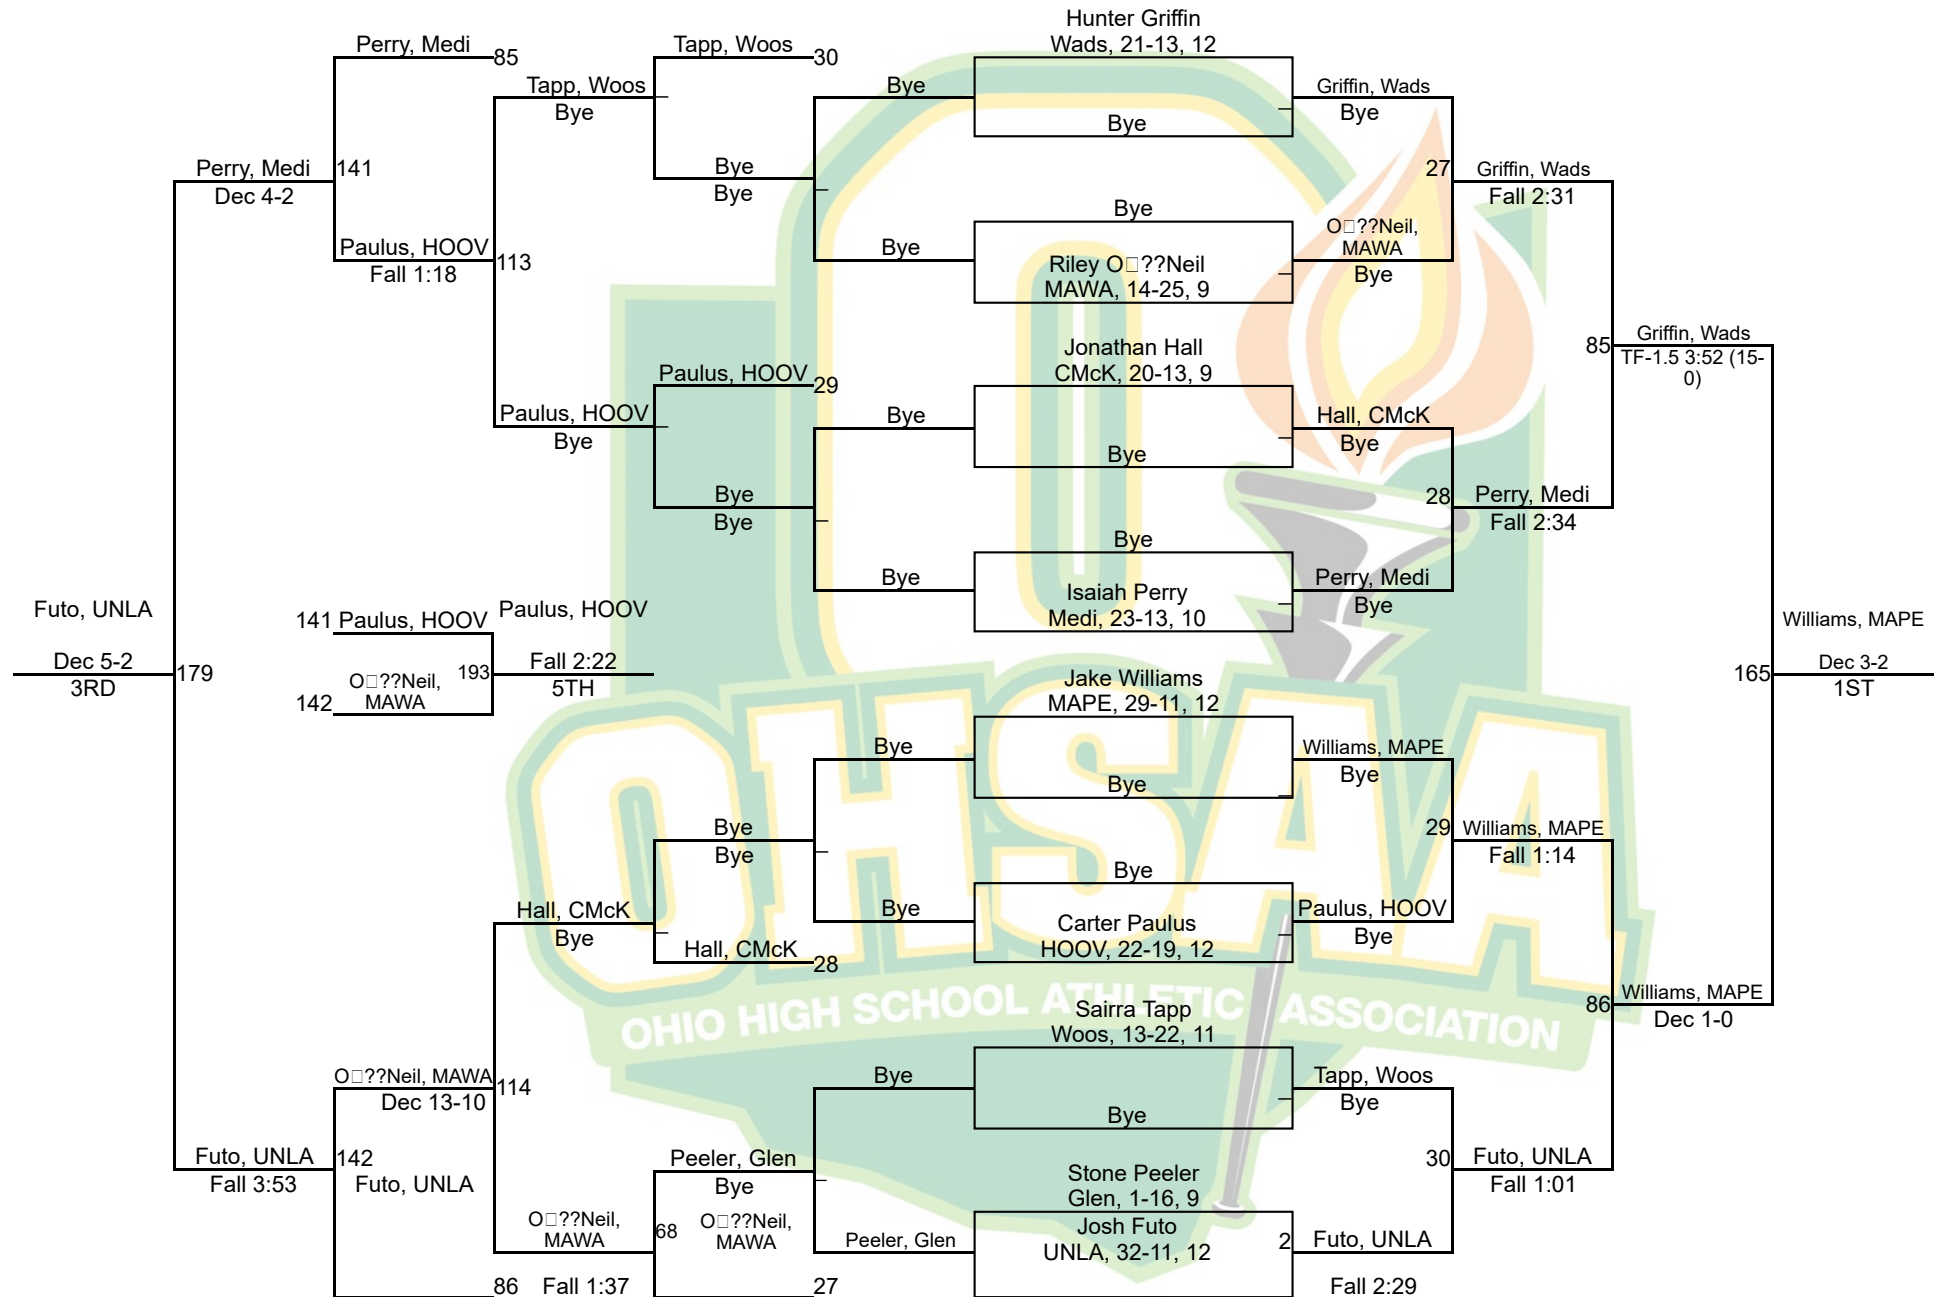 Hunter Griffin
Wads, 21-13, 12
Perry, Medi
85
Tapp, Woos
30
Tapp, Woos
Bye
Bye
Bye
Griffin, Wads
Bye
Perry, Medi
141
Dec 4-2
Bye
Bye
27
Griffin, Wads
Fall 2:31
Paulus, HOOV
113
Fall 1:18
Bye
Bye
Riley O□??Neil
MAWA, 14-25, 9
O□??Neil,
MAWA
Bye
Jonathan Hall
CMcK, 20-13, 9
85
Griffin, Wads
TF-1.5 3:52 (15-
0)
Paulus, HOOV
29
Paulus, HOOV
Bye
Bye
Bye
Hall, CMcK
Bye
Bye
Bye
28
Perry, Medi
Fall 2:34
Bye
Bye
Isaiah Perry
Medi, 23-13, 10
Perry, Medi
Bye
Futo, UNLA
Dec 5-2
3RD
179
141
Paulus, HOOV
Paulus, HOOV
142
O□??Neil,
MAWA
193
Fall 2:22
5TH
Williams, MAPE
165
Dec 3-2
1ST
Jake Williams
MAPE, 29-11, 12
OHSAA
Bye
Bye
Williams, MAPE
Bye
Bye
Bye
29
Williams, MAPE
Fall 1:14
Bye
Bye
Carter Paulus
HOOV, 22-19, 12
Paulus, HOOV
Bye
Hall, CMcK
Bye
Hall, CMcK
28
OHIO HIGH SCHOOL ATHLETIC ASSOCIATION
Sairra Tapp
Woos, 13-22, 11
86
Williams, MAPE
Dec 1-0
O□??Neil, MAWA
114
Dec 13-10
Bye
Bye
Tapp, Woos
Bye
Futo, UNLA
142
Fall 3:53
Futo, UNLA
Peeler, Glen
Bye
Stone Peeler
Glen, 1-16, 9
30
Futo, UNLA
Fall 1:01
O□??Neil,
MAWA
68
O□??Neil,
MAWA
Peeler, Glen
Josh Futo
UNLA, 32-11, 12
2
Futo, UNLA
86
Fall 1:37
27
Fall 2:29